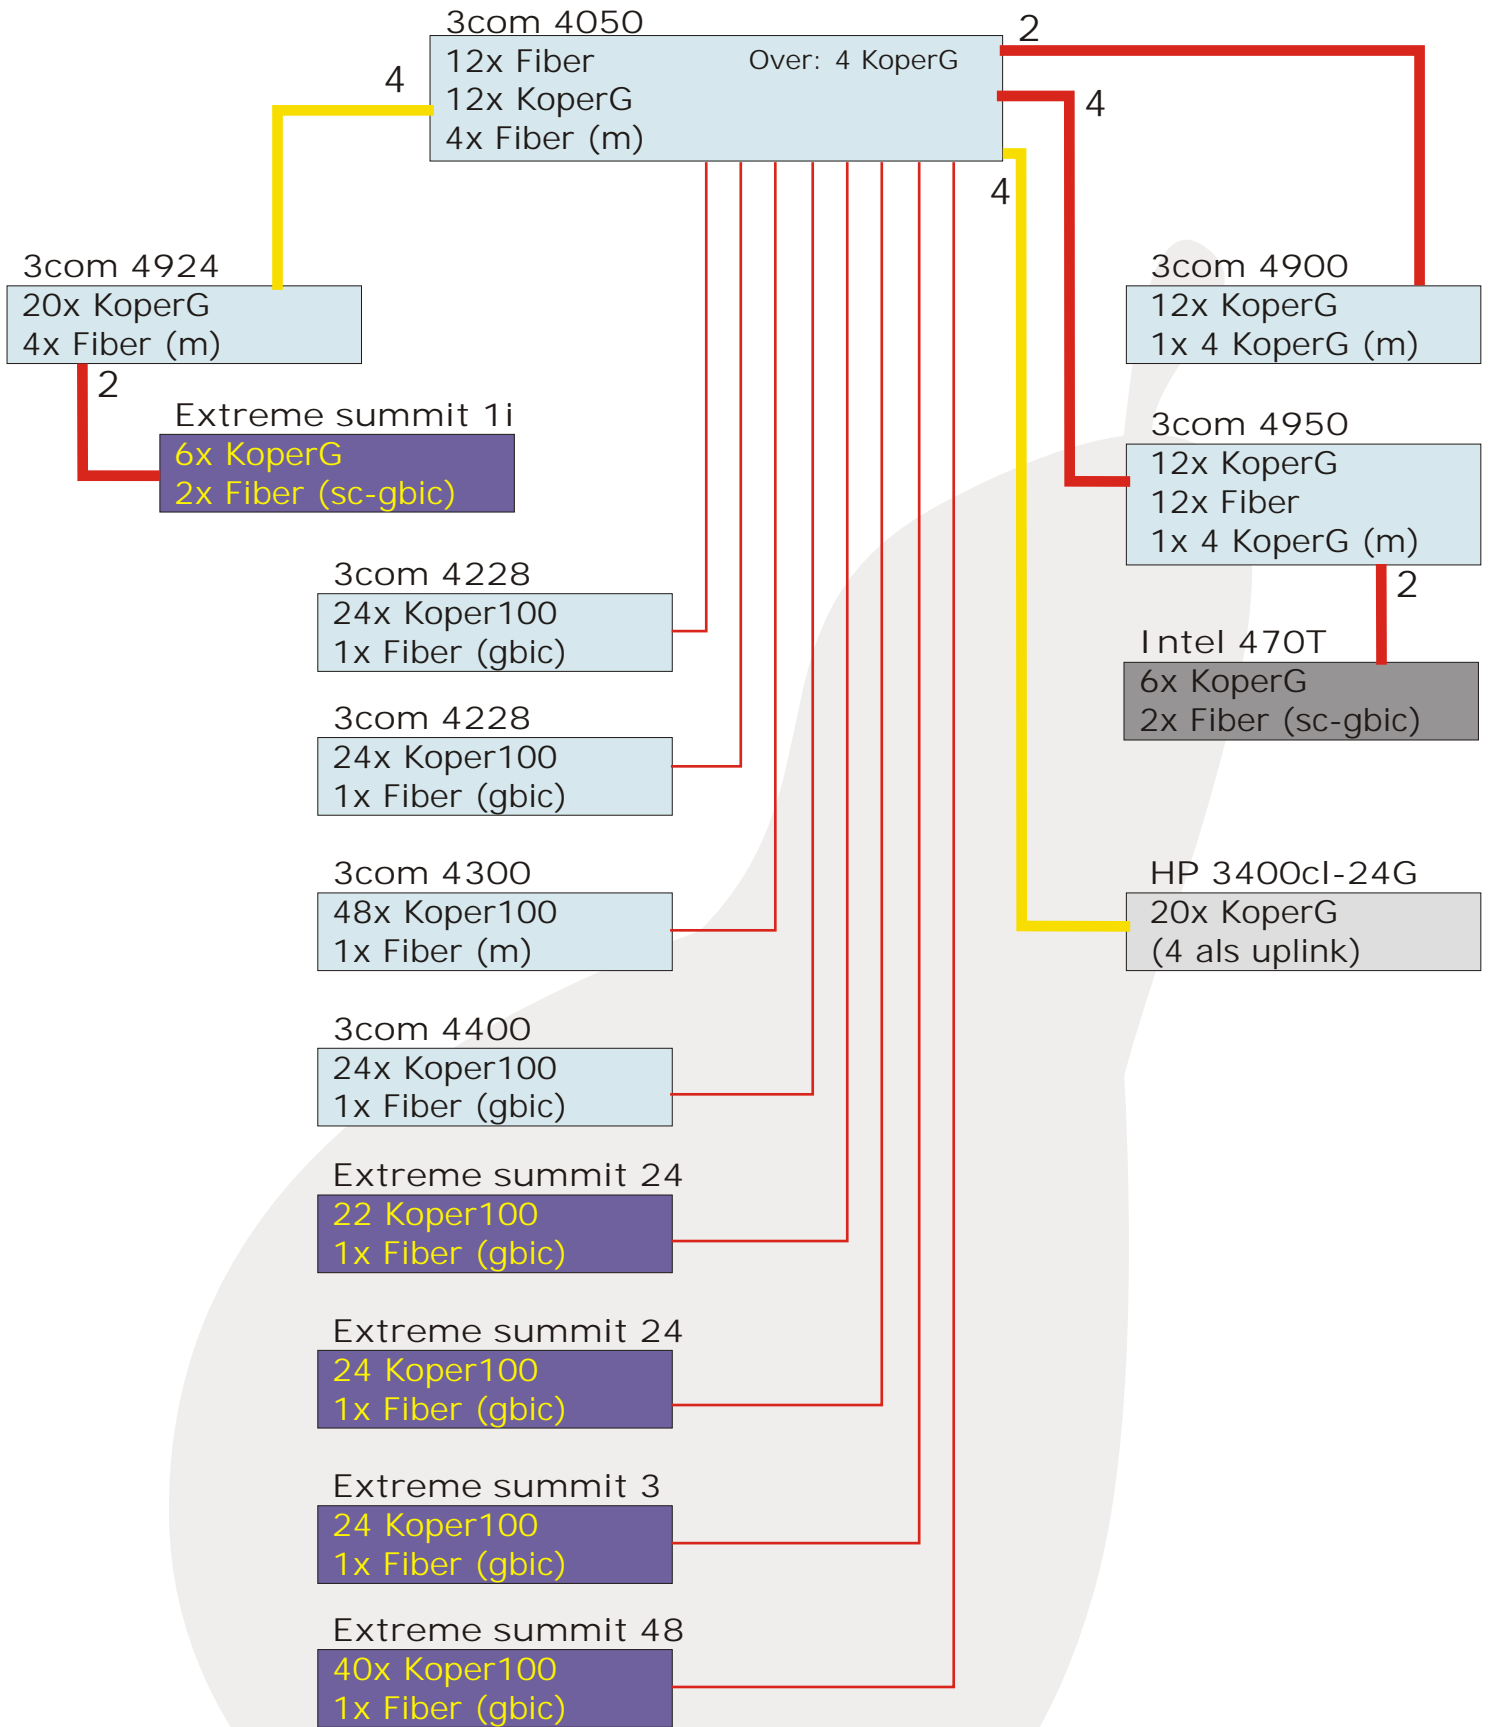 3com 4050
12x Fiber
Over: 4 KoperG
12x KoperG
4x Fiber (m)
2
4
4
4
3com 4924
20x KoperG
4x Fiber (m)
2
Extreme summit 1i
6x KoperG
2x Fiber (sc-gbic)
3com 4900
12x KoperG
1x 4 KoperG (m)
3com 4950
12x KoperG
12x Fiber
1x 4 KoperG (m)
2
Intel 470T
6x KoperG
2x Fiber (sc-gbic)
HP 3400cl-24G
20x KoperG
(4 als uplink)
3com 4228
24x Koper100
1x Fiber (gbic)
3com 4228
24x Koper100
1x Fiber (gbic)
3com 4300
48x Koper100
1x Fiber (m)
3com 4400
24x Koper100
1x Fiber (gbic)
Extreme summit 24
22 Koper100
1x Fiber (gbic)
Extreme summit 24
24 Koper100
1x Fiber (gbic)
Extreme summit 3
24 Koper100
1x Fiber (gbic)
Extreme summit 48
40x Koper100
1x Fiber (gbic)